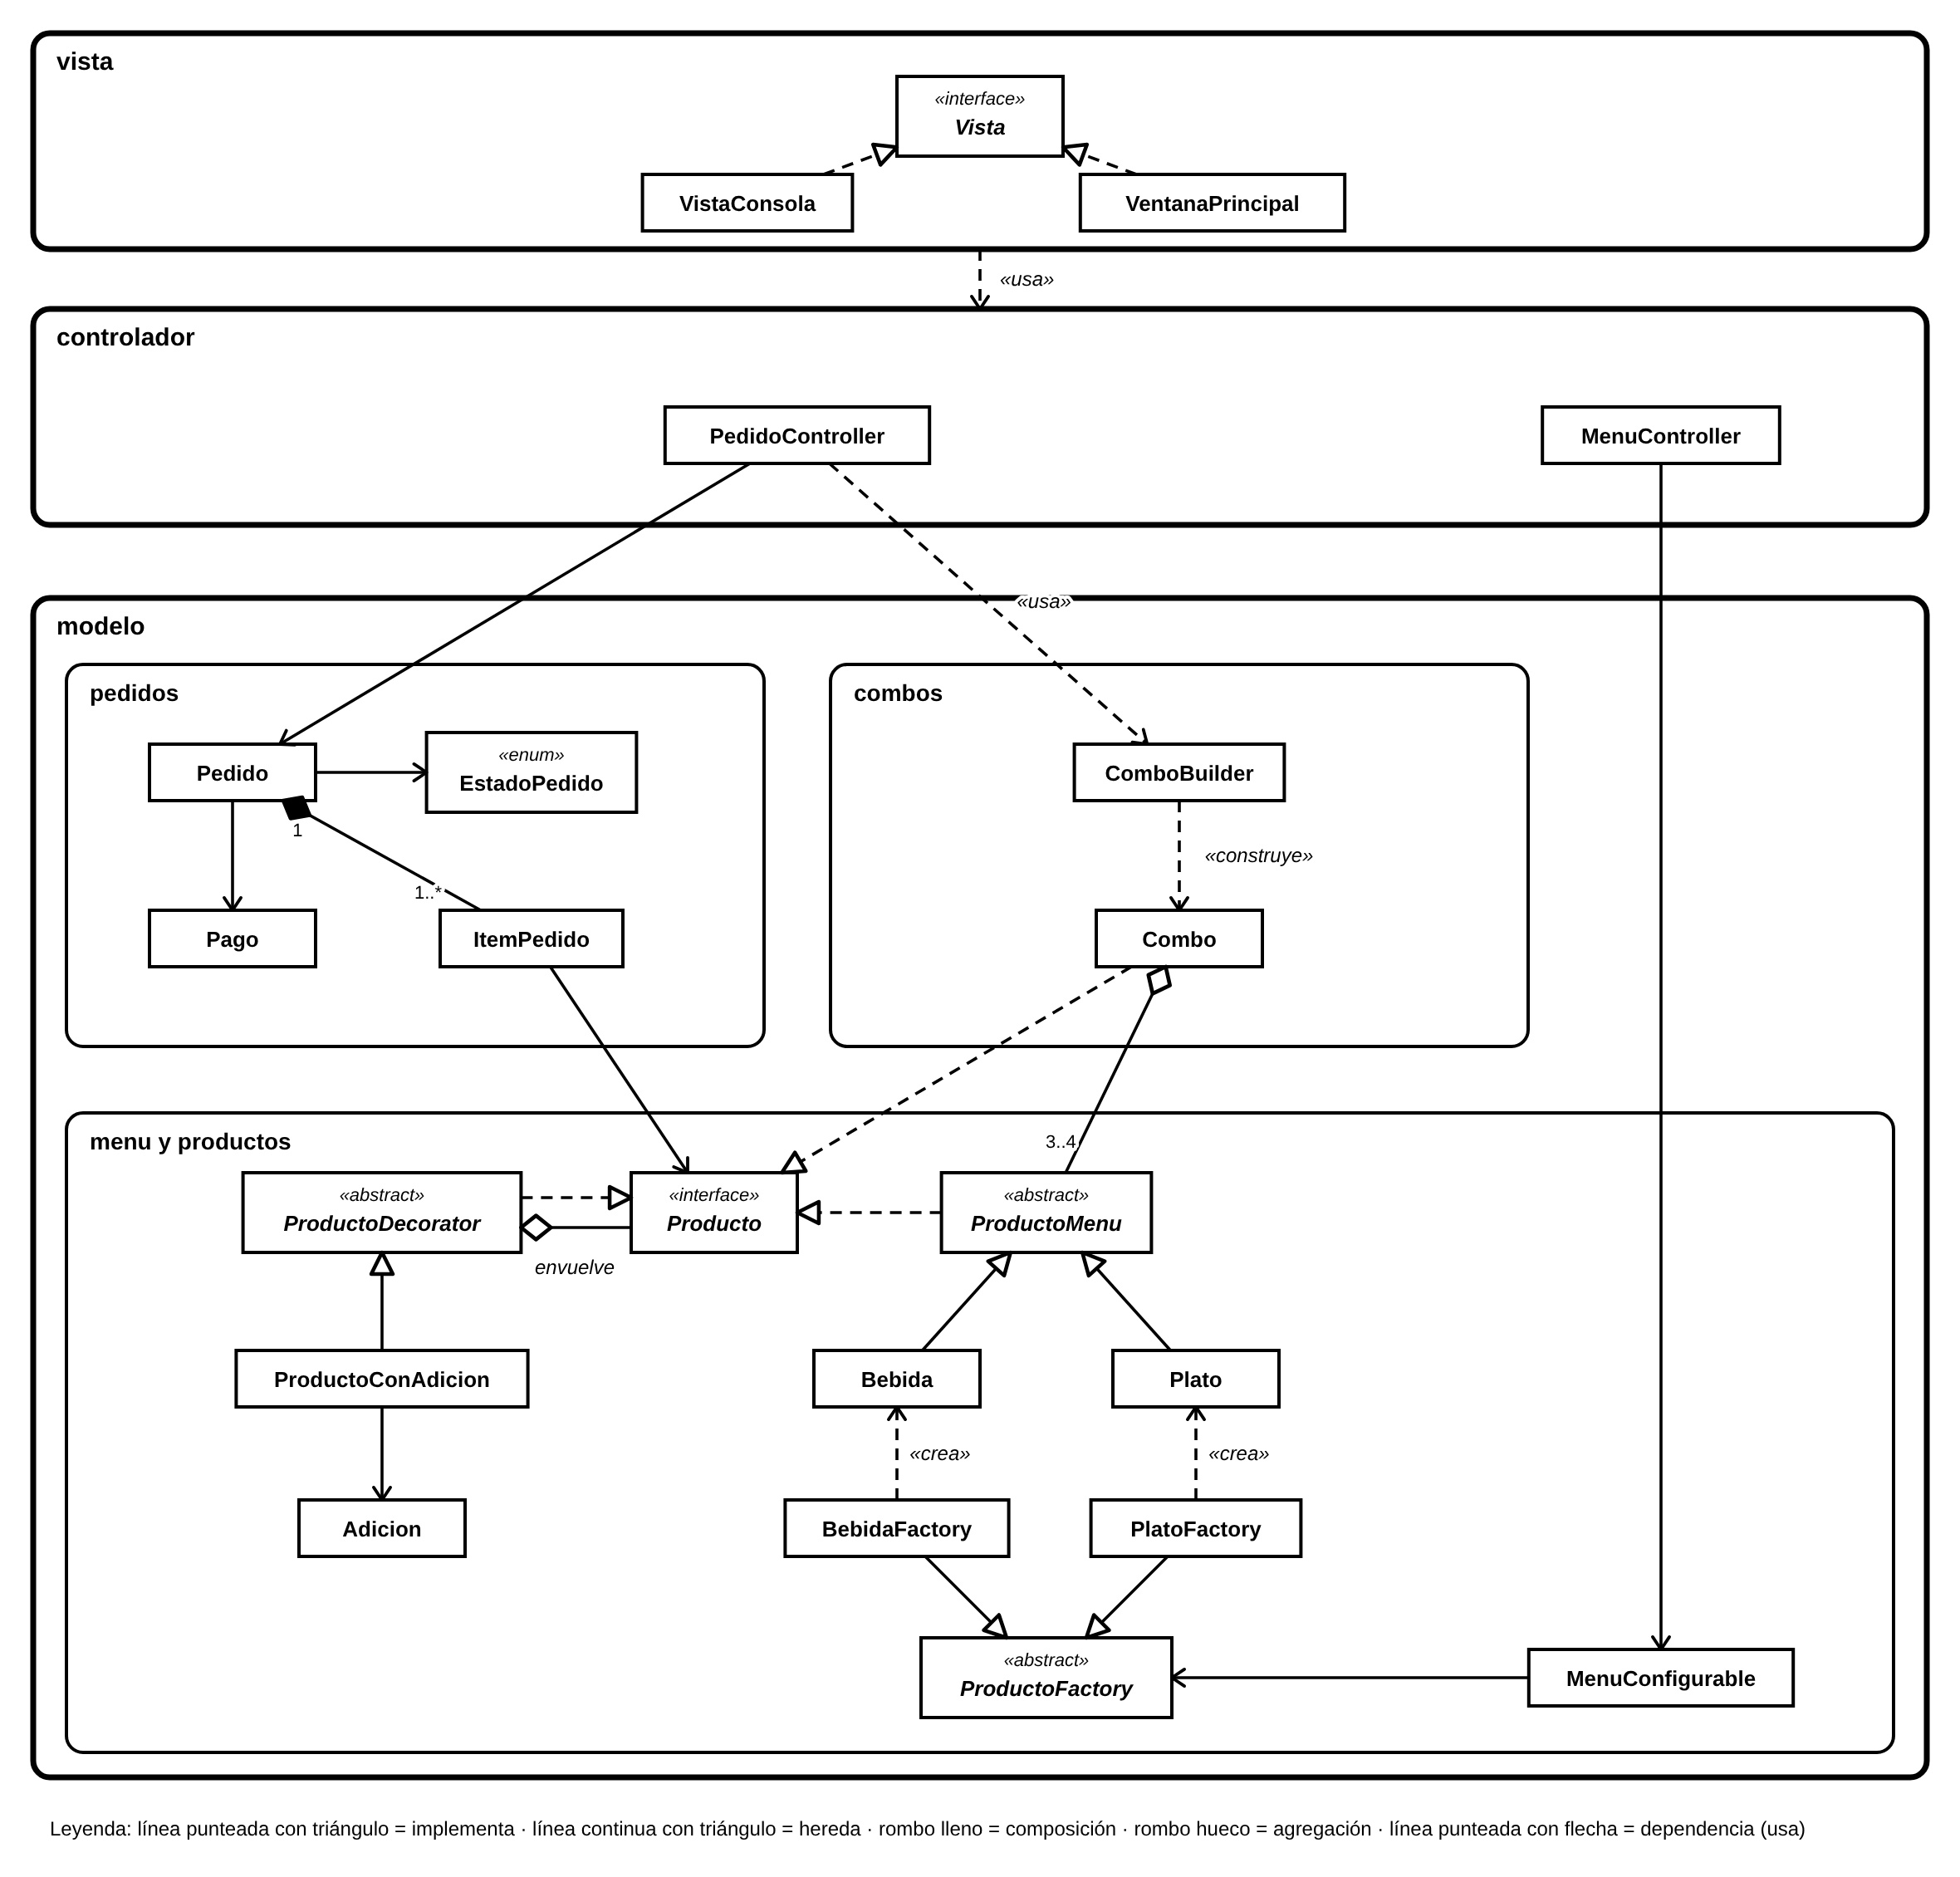 vista
«interface»
Vista
VistaConsola
VentanaPrincipal
«usa»
controlador
PedidoController
MenuController
«usa»
modelo
pedidos
combos
Pedido
«enum»
EstadoPedido
ComboBuilder
1
«construye»
1..*
Pago
ItemPedido
Combo
menu y productos
3..4
«abstract»
ProductoDecorator
«interface»
Producto
«abstract»
ProductoMenu
envuelve
ProductoConAdicion
Bebida
Plato
«crea»
«crea»
Adicion
BebidaFactory
PlatoFactory
«abstract»
ProductoFactory
MenuConfigurable
Leyenda: línea punteada con triángulo = implementa · línea continua con triángulo = hereda · rombo lleno = composición · rombo hueco = agregación · línea punteada con flecha = dependencia (usa)